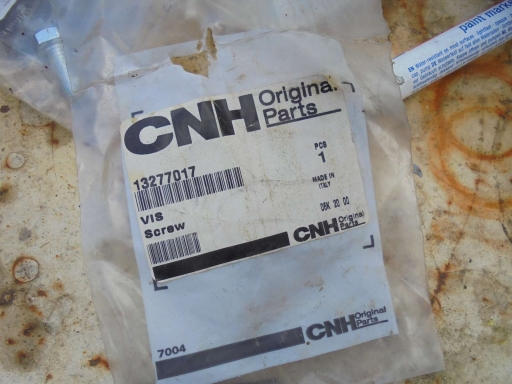 paint marke
CNH Original Parts
13277017
PCS
1
MADE IN
ITALY
VIS
Screw
CNH Original Parts
7004
CNH Original Parts